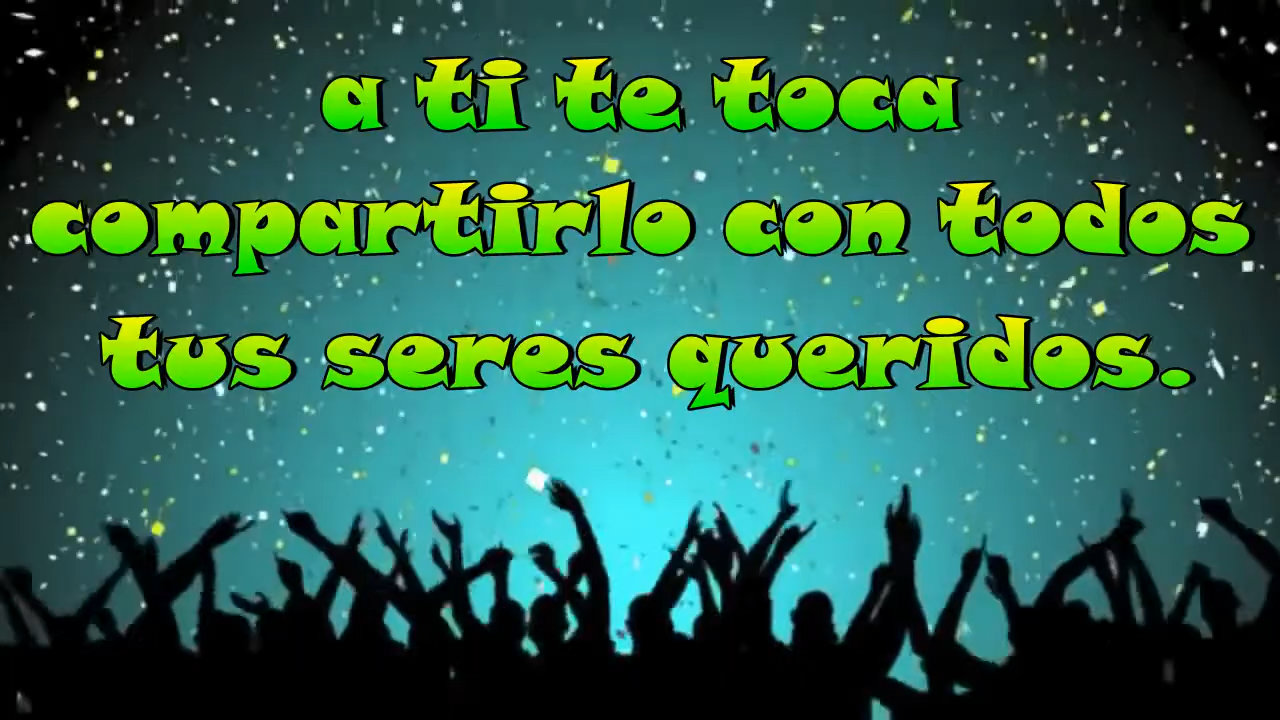 a ti te toca
compartirlo con todos
tus seres queridos.